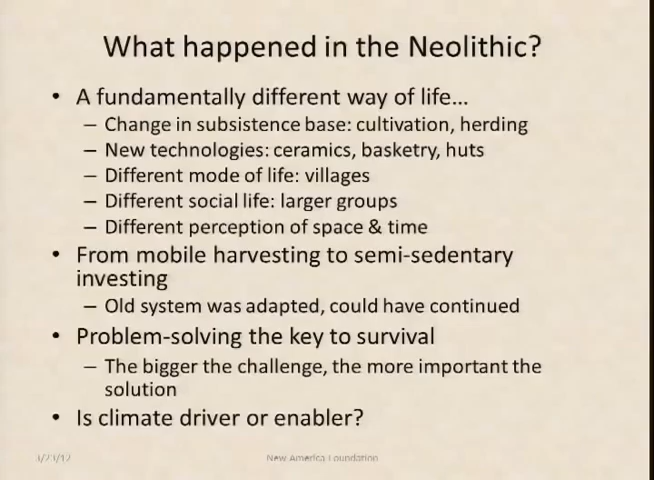 What happened in the Neolithic?
• A fundamentally different way of life...
– Change in subsistence base: cultivation, herding
– New technologies: ceramics, basketry, huts
– Different mode of life: villages
– Different social life: larger groups
– Different perception of space & time
• From mobile harvesting to semi-sedentary
investing
– Old system was adapted, could have continued
• Problem-solving the key to survival
– The bigger the challenge, the more important the
solution
• Is climate driver or enabler?
New America Foundation